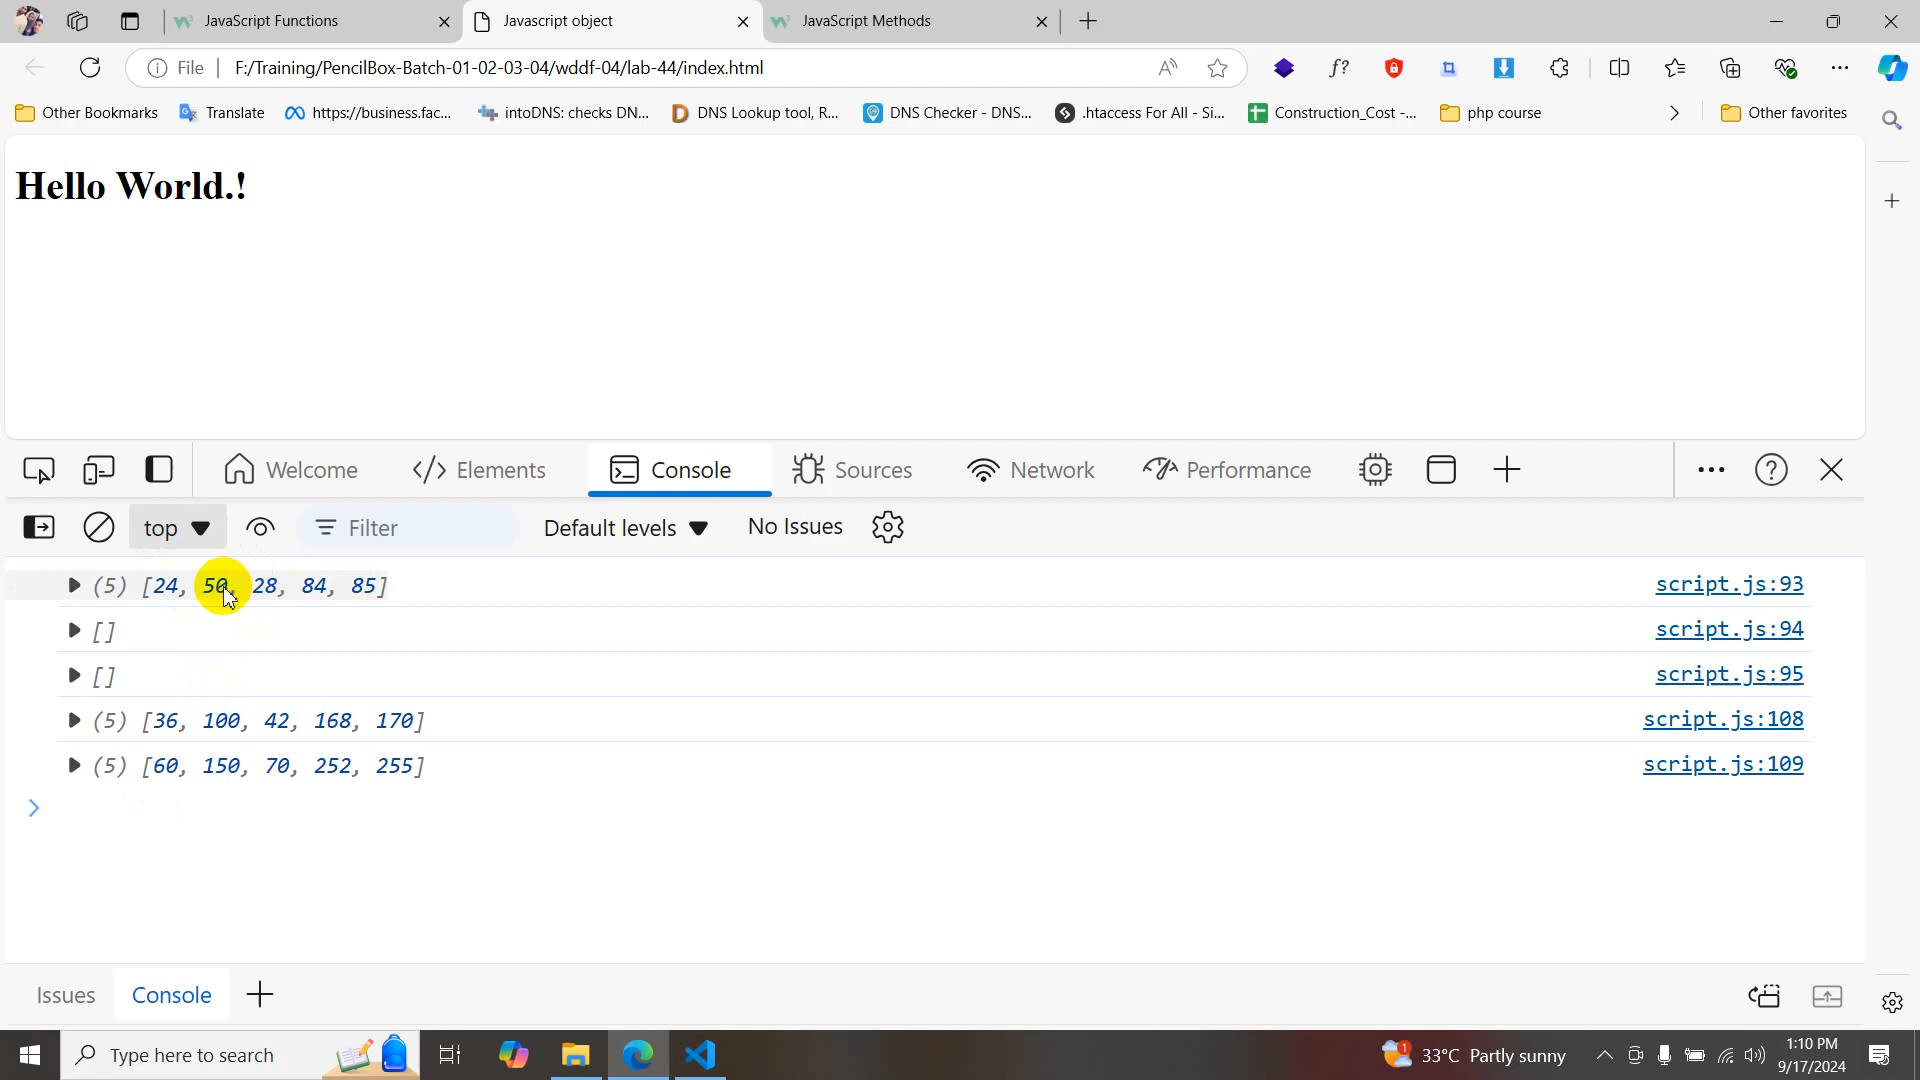 JavaScript Functions
Javascript object
JavaScript Methods
File
F:/Training/PencilBox-Batch-01-02-03-04/wddf-04/lab-44/index.html
Other Bookmarks
Translate
https://business.fac...
intoDNS: checks DN...
DNS Lookup tool, R...
DNS Checker - DNS...
.htaccess For All - Si...
Construction_Cost -...
php course
Other favorites
Hello World.!
Welcome
Elements
Console
Sources
Network
Performance
top
Filter
Default levels
No Issues
(5) [24, 50, 28, 84, 85] script.js:93
[] script.js:94
[] script.js:95
(5) [36, 100, 42, 168, 170] script.js:108
(5) [60, 150, 70, 252, 255] script.js:109
Issues
Console
Type here to search
1
33°C Partly sunny
1:10 PM
9/17/2024